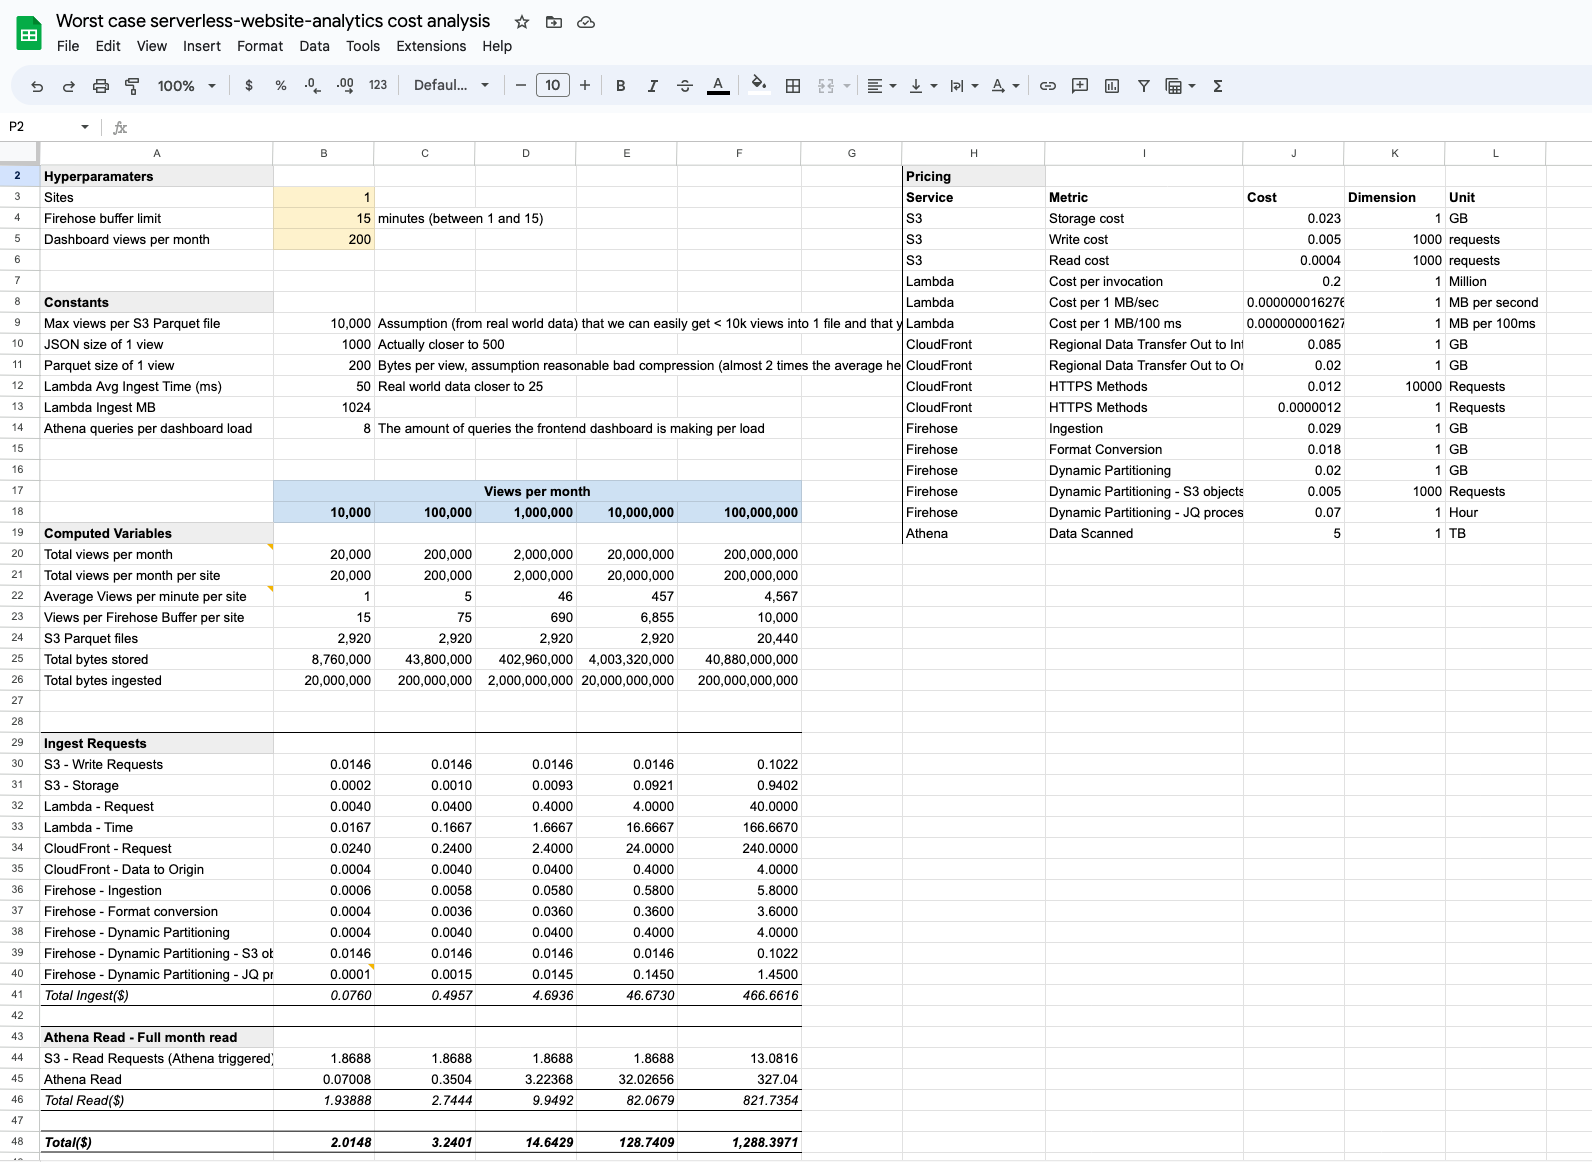 Worst case serverless-website-analytics cost analysis
File Edit View Insert Format Data Tools Extensions Help
100% $ % .0 .00 123 Defaul... − 10 + B I A Σ
P2 fx
A B C D E F G H I J K L
2 Hyperparamaters Pricing
3 Sites 1 Service Metric Cost Dimension Unit
4 Firehose buffer limit 15 minutes (between 1 and 15) S3 Storage cost 0.023 1 GB
5 Dashboard views per month 200 S3 Write cost 0.005 1000 requests
6 S3 Read cost 0.0004 1000 requests
7 Lambda Cost per invocation 0.2 1 Million
8 Constants Lambda Cost per 1 MB/sec 0.000000016276 1 MB per second
9 Max views per S3 Parquet file 10,000 Assumption (from real world data) that we can easily get < 10k views into 1 file and that y Lambda Cost per 1 MB/100 ms 0.000000001627 1 MB per 100ms
10 JSON size of 1 view 1000 Actually closer to 500 CloudFront Regional Data Transfer Out to Int 0.085 1 GB
11 Parquet size of 1 view 200 Bytes per view, assumption reasonable bad compression (almost 2 times the average he CloudFront Regional Data Transfer Out to Or 0.02 1 GB
12 Lambda Avg Ingest Time (ms) 50 Real world data closer to 25 CloudFront HTTPS Methods 0.012 10000 Requests
13 Lambda Ingest MB 1024 CloudFront HTTPS Methods 0.0000012 1 Requests
14 Athena queries per dashboard load 8 The amount of queries the frontend dashboard is making per load Firehose Ingestion 0.029 1 GB
15 Firehose Format Conversion 0.018 1 GB
16 Firehose Dynamic Partitioning 0.02 1 GB
17 Views per month Firehose Dynamic Partitioning - S3 objects 0.005 1000 Requests
18 10,000 100,000 1,000,000 10,000,000 100,000,000 Firehose Dynamic Partitioning - JQ proces 0.07 1 Hour
19 Computed Variables Athena Data Scanned 5 1 TB
20 Total views per month 20,000 200,000 2,000,000 20,000,000 200,000,000
21 Total views per month per site 20,000 200,000 2,000,000 20,000,000 200,000,000
22 Average Views per minute per site 1 5 46 457 4,567
23 Views per Firehose Buffer per site 15 75 690 6,855 10,000
24 S3 Parquet files 2,920 2,920 2,920 2,920 20,440
25 Total bytes stored 8,760,000 43,800,000 402,960,000 4,003,320,000 40,880,000,000
26 Total bytes ingested 20,000,000 200,000,000 2,000,000,000 20,000,000,000 200,000,000,000
27
28
29 Ingest Requests
30 S3 - Write Requests 0.0146 0.0146 0.0146 0.0146 0.1022
31 S3 - Storage 0.0002 0.0010 0.0093 0.0921 0.9402
32 Lambda - Request 0.0040 0.0400 0.4000 4.0000 40.0000
33 Lambda - Time 0.0167 0.1667 1.6667 16.6667 166.6670
34 CloudFront - Request 0.0240 0.2400 2.4000 24.0000 240.0000
35 CloudFront - Data to Origin 0.0004 0.0040 0.0400 0.4000 4.0000
36 Firehose - Ingestion 0.0006 0.0058 0.0580 0.5800 5.8000
37 Firehose - Format conversion 0.0004 0.0036 0.0360 0.3600 3.6000
38 Firehose - Dynamic Partitioning 0.0004 0.0040 0.0400 0.4000 4.0000
39 Firehose - Dynamic Partitioning - S3 ob 0.0146 0.0146 0.0146 0.0146 0.1022
40 Firehose - Dynamic Partitioning - JQ pr 0.0001 0.0015 0.0145 0.1450 1.4500
41 Total Ingest($) 0.0760 0.4957 4.6936 46.6730 466.6616
42
43 Athena Read - Full month read
44 S3 - Read Requests (Athena triggered) 1.8688 1.8688 1.8688 1.8688 13.0816
45 Athena Read 0.07008 0.3504 3.22368 32.02656 327.04
46 Total Read($) 1.93888 2.7444 9.9492 82.0679 821.7354
47
48 Total($) 2.0148 3.2401 14.6429 128.7409 1,288.3971